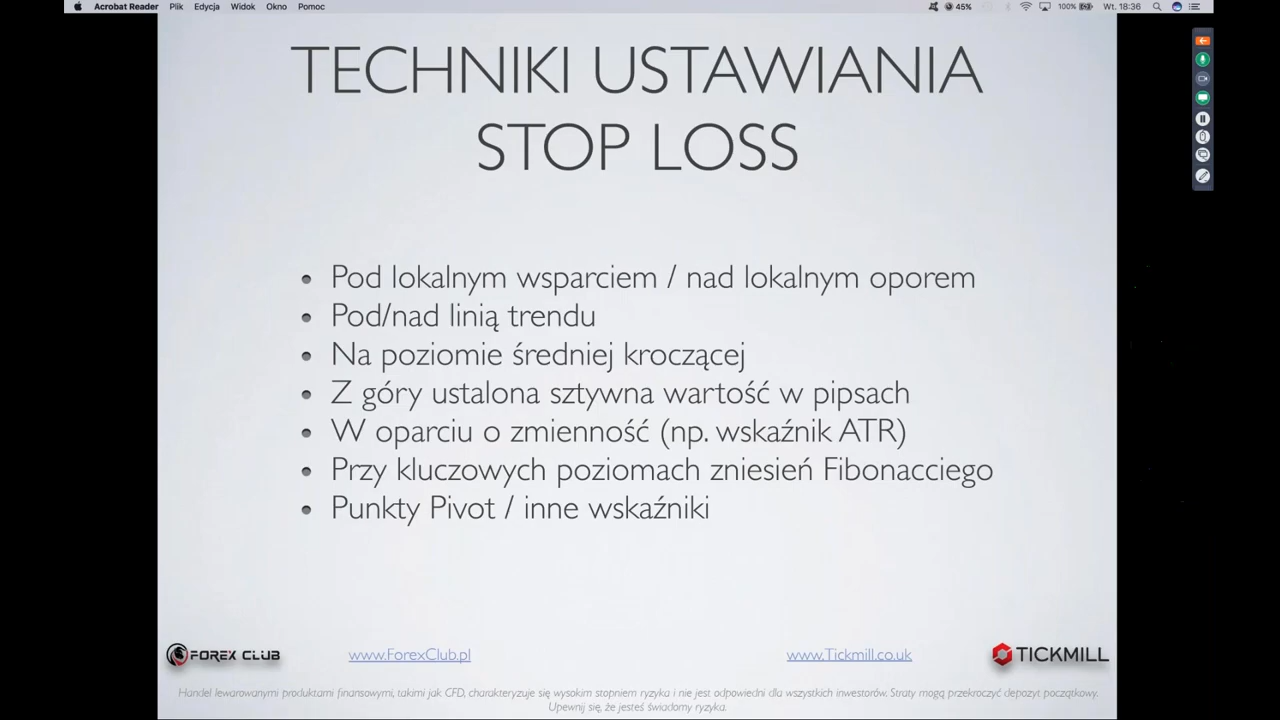 Acrobat Reader Plik Edycja Widok Okno Pomoc 45% 100% Wt. 18:36
TECHNIKI USTAWIANIA
STOP LOSS
• Pod lokalnym wsparciem / nad lokalnym oporem
• Pod/nad linią trendu
• Na poziomie średniej kroczącej
• Z góry ustalona sztywna wartość w pipsach
• W oparciu o zmienność (np. wskaźnik ATR)
• Przy kluczowych poziomach zniesień Fibonacciego
• Punkty Pivot / inne wskaźniki
FOREX CLUB www.ForexClub.pl www.Tickmill.co.uk TICKMILL
Handel lewarowanymi produktami finansowymi, takimi jak CFD, charakteryzuje się wysokim stopniem ryzyka i nie jest odpowiedni dla wszystkich inwestorów. Straty mogą przekroczyć depozyt początkowy.
Upewnij się, że jesteś świadomy ryzyka.